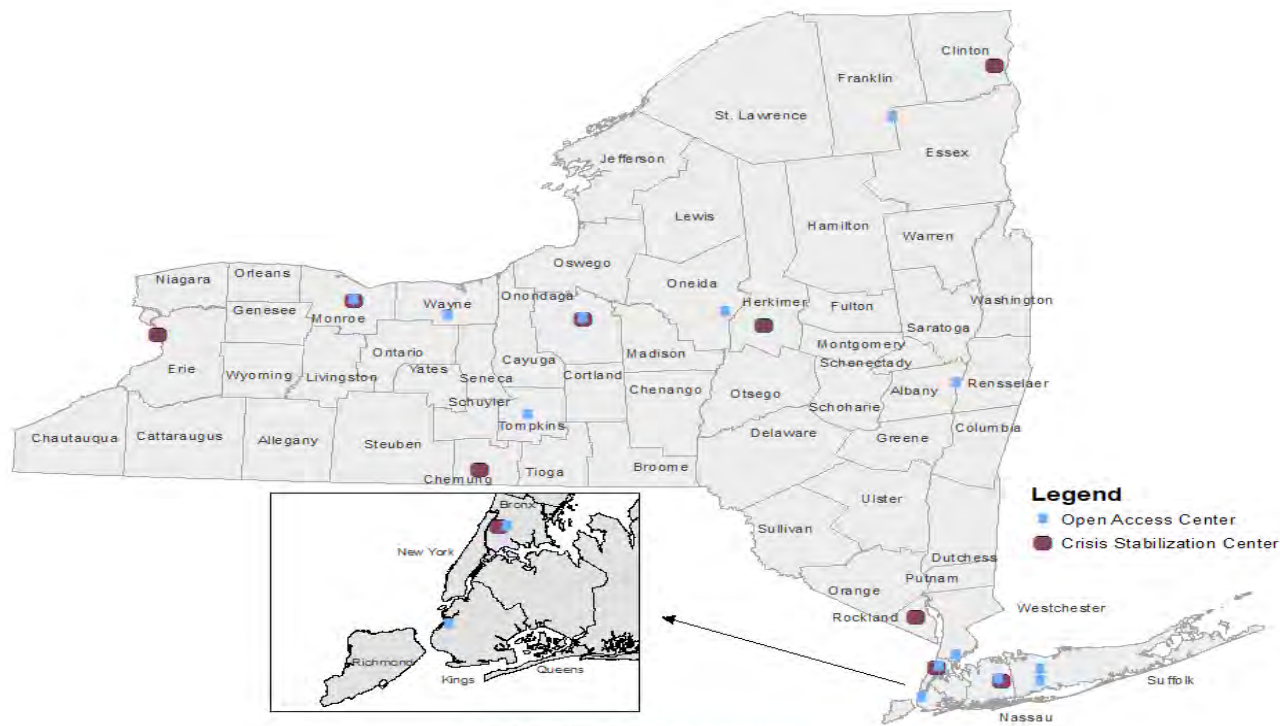 Clinton
Franklin
St. Lawrence
Essex
Jefferson
Lewis
Hamilton
Warren
Oswego
Niagara
Orleans
Oneida
Onondaga
Wayne
Herkimer
Fulton
Washington
Genesee
Monroe
Saratoga
Montgomery
Ontario
Madison
Schenectady
Erie
Wyoming
Livingston
Yates
Seneca
Cayuga
Cortland
Chenango
Otsego
Albany
Rensselaer
Schuyler
Schoharie
Tompkins
Columbia
Chautauqua
Cattaraugus
Allegany
Steuben
Delaware
Greene
Chemung
Tioga
Broome
Ulster
Legend
Open Access Center
Crisis Stabilization Center
Sullivan
Dutchess
Orange
Putnam
Rockland
Westchester
Suffolk
Nassau
Bronx
New York
Richmond
Kings
Queens